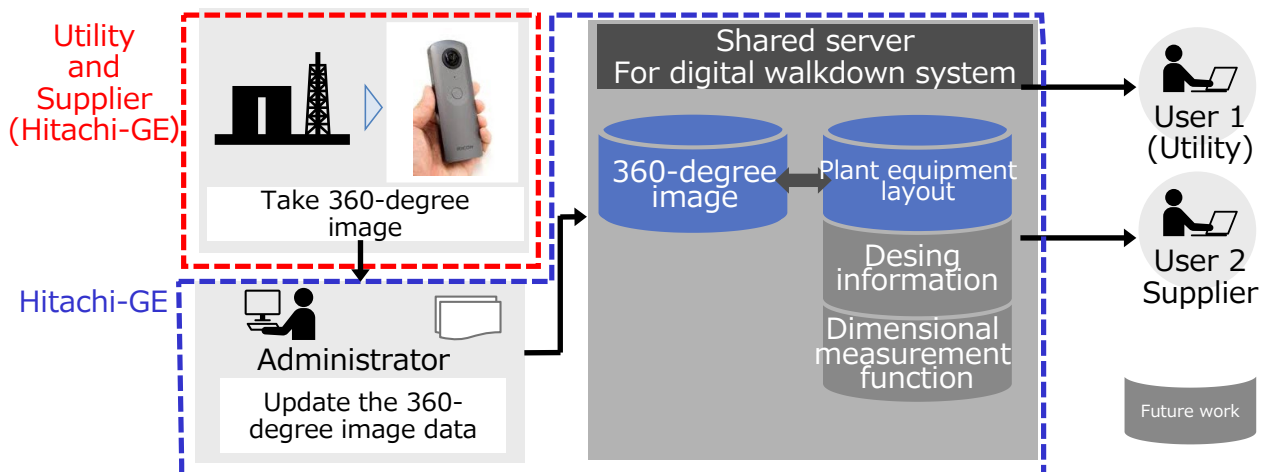 Utility
and
Supplier
(Hitachi-GE)
Take 360-degree
image
Hitachi-GE
Administrator
Update the 360-
degree image data
Shared server
For digital walkdown system
360-degree
image
Plant equipment
layout
Desing
information
Dimensional
measurement
function
User 1
(Utility)
User 2
Supplier
Future work